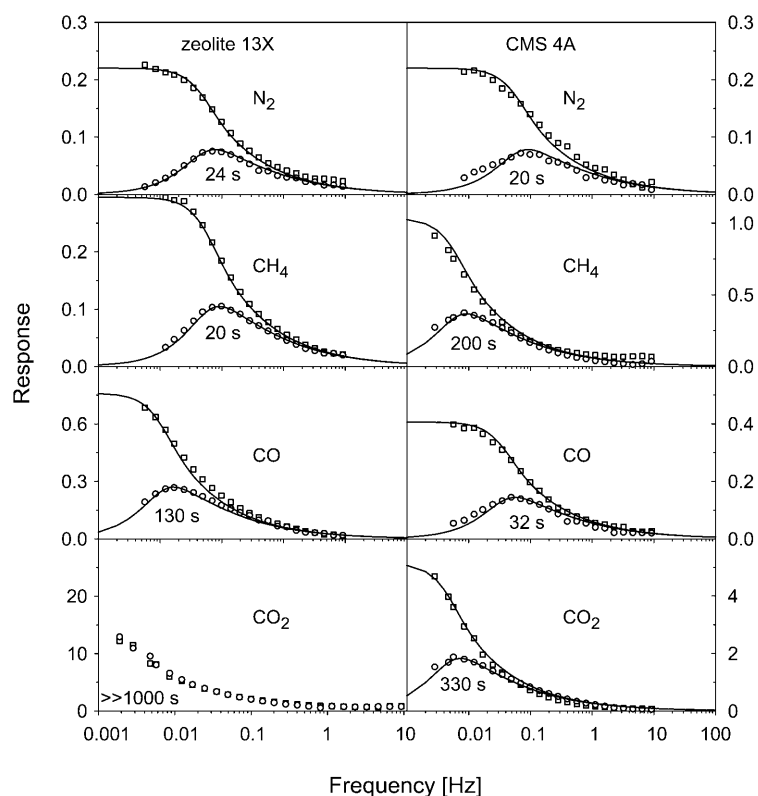 zeolite 13X CMS 4A
0.3 0.3
0.2 N2 0.2 N2
0.1 24 s 0.1 20 s
0.0 0.0
0.2 CH4 1.0
0.1 20 s CH4 0.5
0.0 200 s 0.0
Response
0.6 CO CO 0.4
0.3 130 s 0.2
0.0 32 s 0.0
20 CO2 CO2 4
10 330 s 2
>>1000 s
0 0
0.001 0.01 0.1 1 10 0.01 0.1 1 10 100
Frequency [Hz]